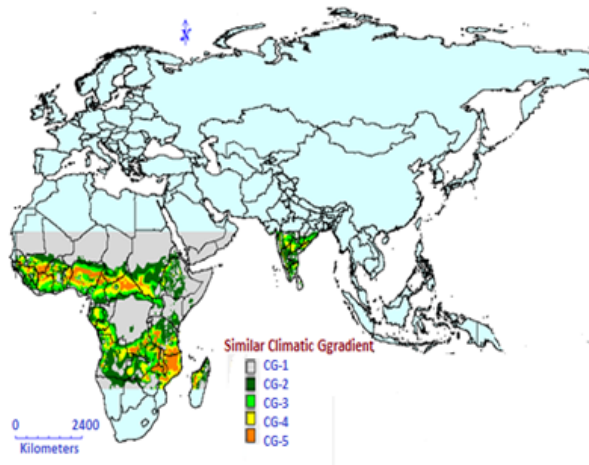 N
Similar Climatic Ggradient
CG-1
CG-2
CG-3
CG-4
CG-5
0 2400
Kilometers